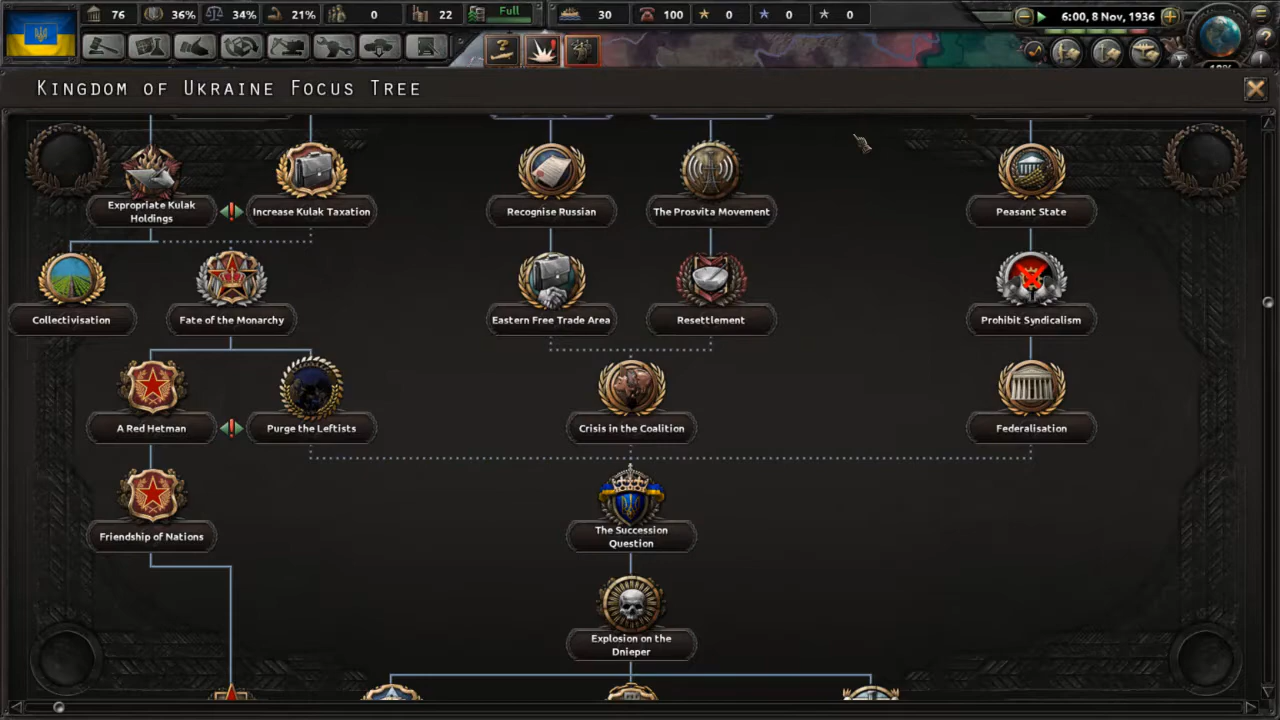 76
36%
34%
21%
0
22
Full
30
100
0
0
0
6:00, 8 Nov, 1936
Kingdom of Ukraine Focus Tree
Expropriate Kulak
Holdings
Increase Kulak Taxation
Recognise Russian
The Prosvita Movement
Peasant State
Collectivisation
Fate of the Monarchy
Eastern Free Trade Area
Resettlement
Prohibit Syndicalism
A Red Hetman
Purge the Leftists
Crisis in the Coalition
Federalisation
Friendship of Nations
The Succession
Question
Explosion on the
Dnieper